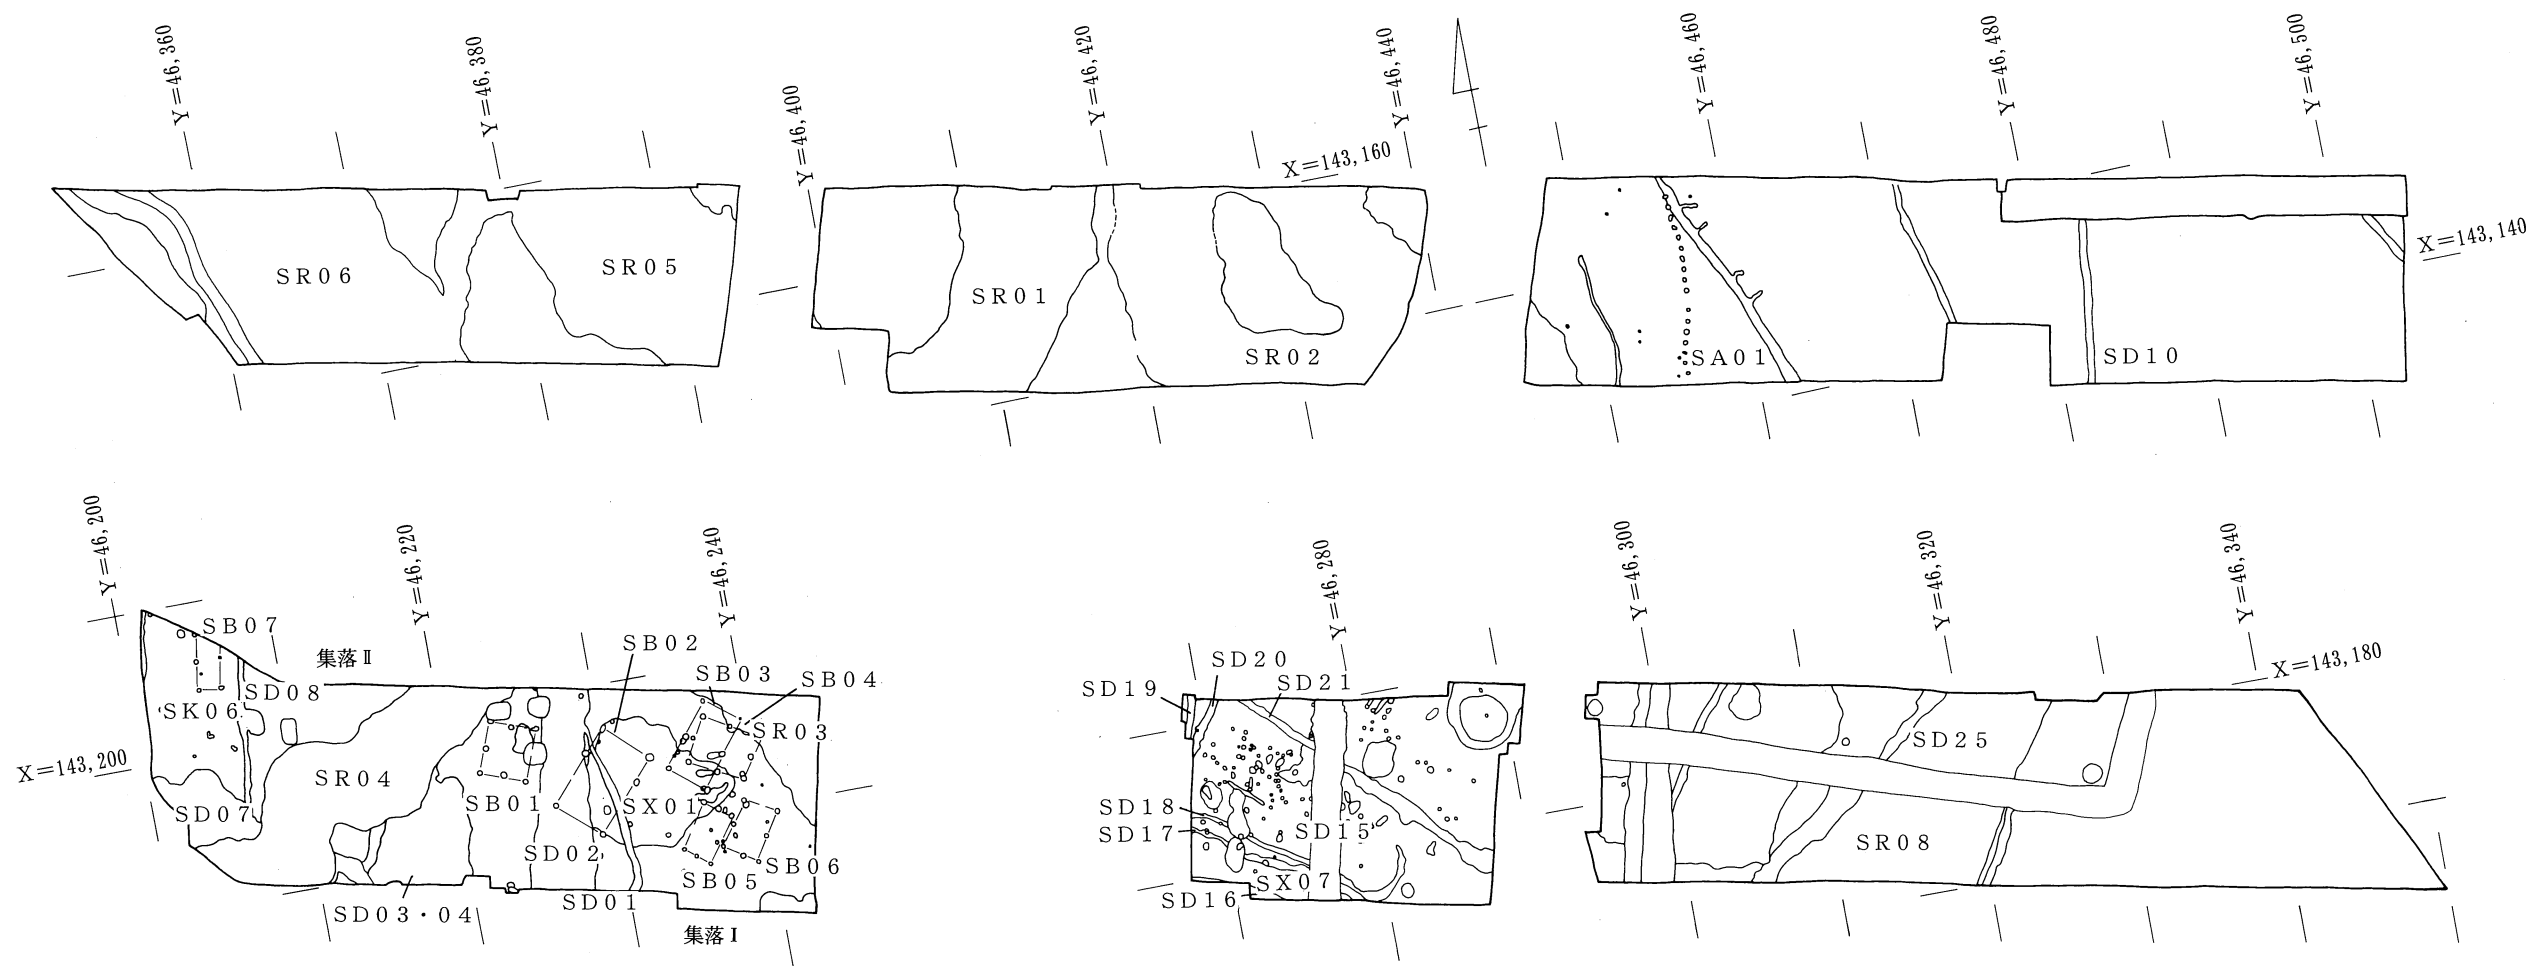 Y=46,360
Y=46,380
Y=46,400
Y=46,420
Y=46,440
X=143,160
Y=46,460
Y=46,480
Y=46,500
X=143,140
SR06
SR05
SR01
SR02
SA01
SD10
Y=46,200
Y=46,220
Y=46,240
Y=46,280
Y=46,300
Y=46,320
Y=46,340
X=143,180
X=143,200
SB07
集落Ⅱ
SD08
SK06
SD07
SR04
SB01
SB02
SB03
SB04
SR03
SX01
SD02
SB05
SB06
SD01
SD03・04
集落Ⅰ
SD19
SD20
SD21
SD18
SD17
SD15
SX07
SD16
SD25
SR08